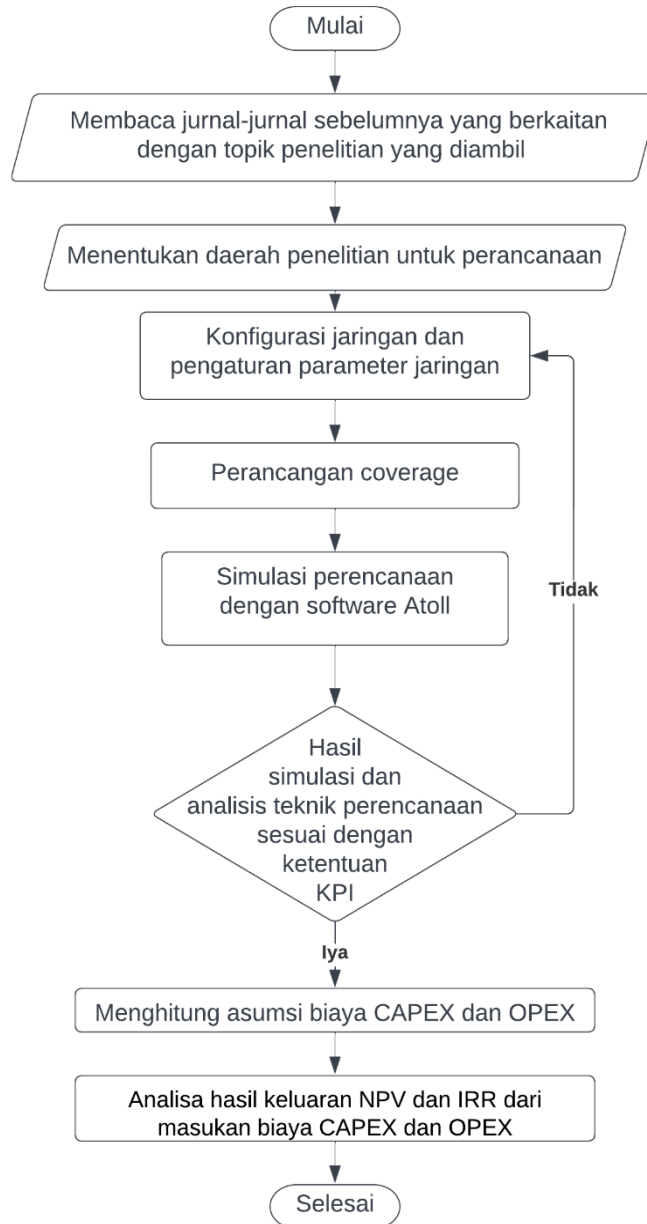 Mulai
Membaca jurnal-jurnal sebelumnya yang berkaitan
dengan topik penelitian yang diambil
Menentukan daerah penelitian untuk perancanaan
Konfigurasi jaringan dan
pengaturan parameter jaringan
Perancangan coverage
Simulasi perencanaan
dengan software Atoll
Tidak
Hasil
simulasi dan
analisis teknik perencanaan
sesuai dengan
ketentuan
KPI
Iya
Menghitung asumsi biaya CAPEX dan OPEX
Analisa hasil keluaran NPV dan IRR dari
masukan biaya CAPEX dan OPEX
Selesai